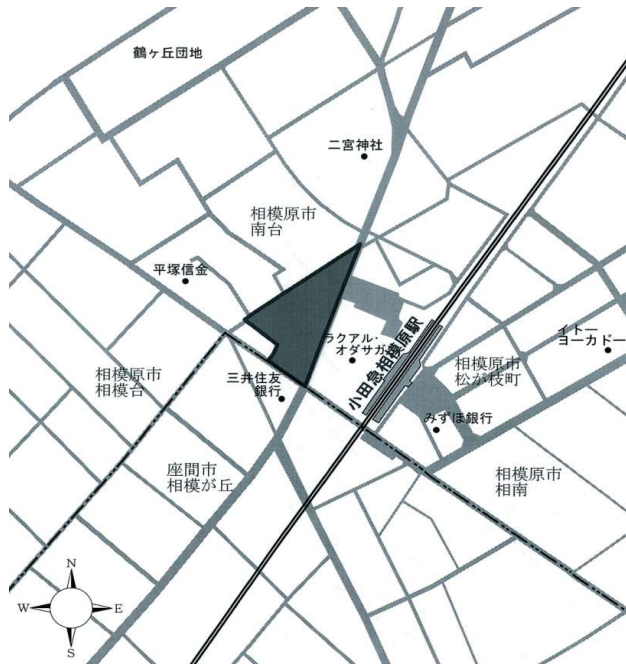 鶴ヶ丘団地
二宮神社
相模原市
南台
平塚信金
ラクアル・
オダサガ
小田急相模原駅
イトー
ヨーカドー
相模原市
松が枝町
相模原市
相模台
三井住友
銀行
みずほ銀行
座間市
相模が丘
相模原市
相南
N
W
E
S